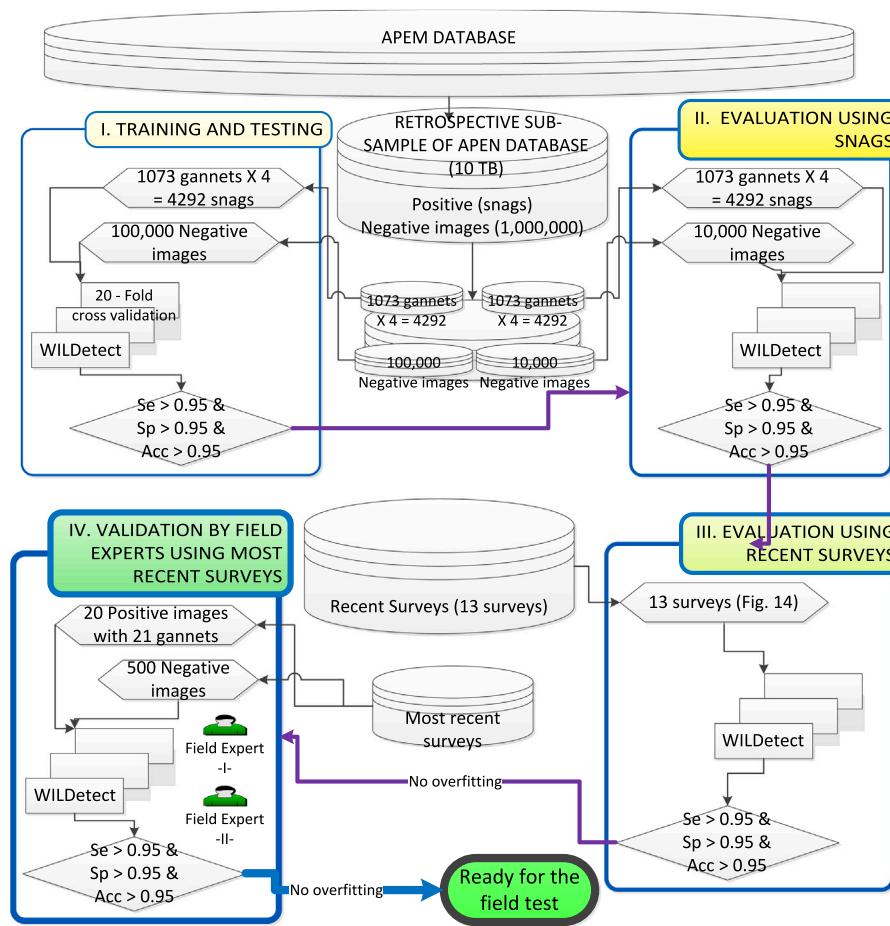 APEM DATABASE
I. TRAINING AND TESTING
1073 gannets X 4
= 4292 snags
100,000 Negative
images
20 - Fold
cross validation
WILDetect
Se > 0.95 &
Sp > 0.95 &
Acc > 0.95
RETROSPECTIVE SUB-
SAMPLE OF APEN DATABASE
(10 TB)
Positive (snags)
Negative images (1,000,000)
1073 gannets
X 4 = 4292
1073 gannets
X 4 = 4292
100,000
Negative images
10,000
Negative images
II. EVALUATION USING
SNAGS
1073 gannets X 4
= 4292 snags
10,000 Negative
images
WILDetect
Se > 0.95 &
Sp > 0.95 &
Acc > 0.95
IV. VALIDATION BY FIELD
EXPERTS USING MOST
RECENT SURVEYS
20 Positive images
with 21 gannets
500 Negative
images
Field Expert
-I-
Field Expert
-II-
WILDetect
Se > 0.95 &
Sp > 0.95 &
Acc > 0.95
No overfitting
Ready for the
field test
Recent Surveys (13 surveys)
Most recent
surveys
No overfitting
III. EVALUATION USING
RECENT SURVEYS
13 surveys (Fig. 14)
WILDetect
Se > 0.95 &
Sp > 0.95 &
Acc > 0.95